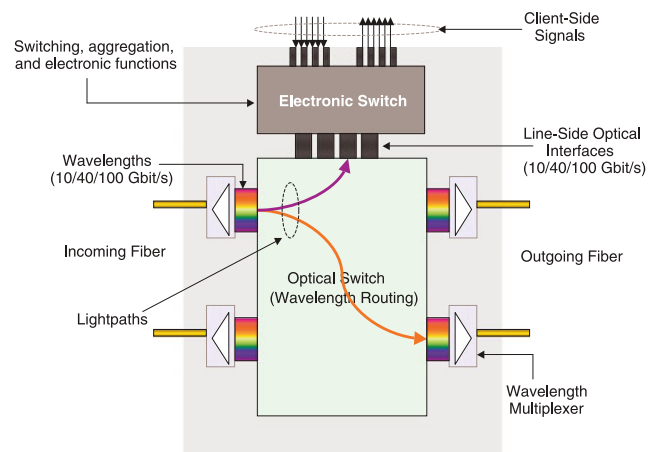 Client-Side
Signals
Switching, aggregation,
and electronic functions
Electronic Switch
Line-Side Optical
Interfaces
(10/40/100 Gbit/s)
Wavelengths
(10/40/100 Gbit/s)
Incoming Fiber
Outgoing Fiber
Optical Switch
(Wavelength Routing)
Lightpaths
Wavelength
Multiplexer